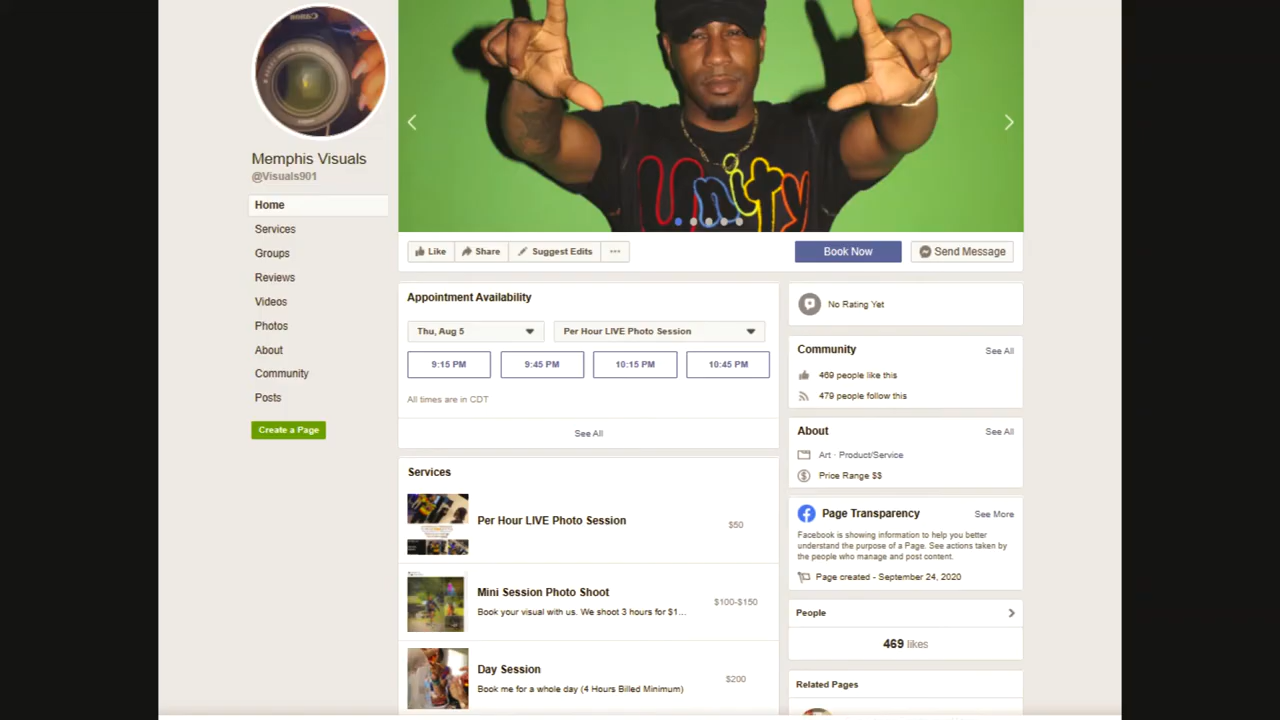 Canon
Memphis Visuals
@Visuals901
Home
Services
Groups
Reviews
Videos
Photos
About
Community
Posts
Create a Page
Unity
Like
Share
Suggest Edits
...
Book Now
Send Message
Appointment Availability
Thu, Aug 5
Per Hour LIVE Photo Session
9:15 PM
9:45 PM
10:15 PM
10:45 PM
All times are in CDT
See All
Services
Per Hour LIVE Photo Session
$50
Mini Session Photo Shoot
Book your visual with us. We shoot 3 hours for $1...
$100-$150
Day Session
Book me for a whole day (4 Hours Billed Minimum)
$200
No Rating Yet
Community
See All
469 people like this
479 people follow this
About
See All
Art · Product/Service
Price Range $$
Page Transparency
See More
Facebook is showing information to help you better
understand the purpose of a Page. See actions taken by
the people who manage and post content.
Page created - September 24, 2020
People
469 likes
Related Pages